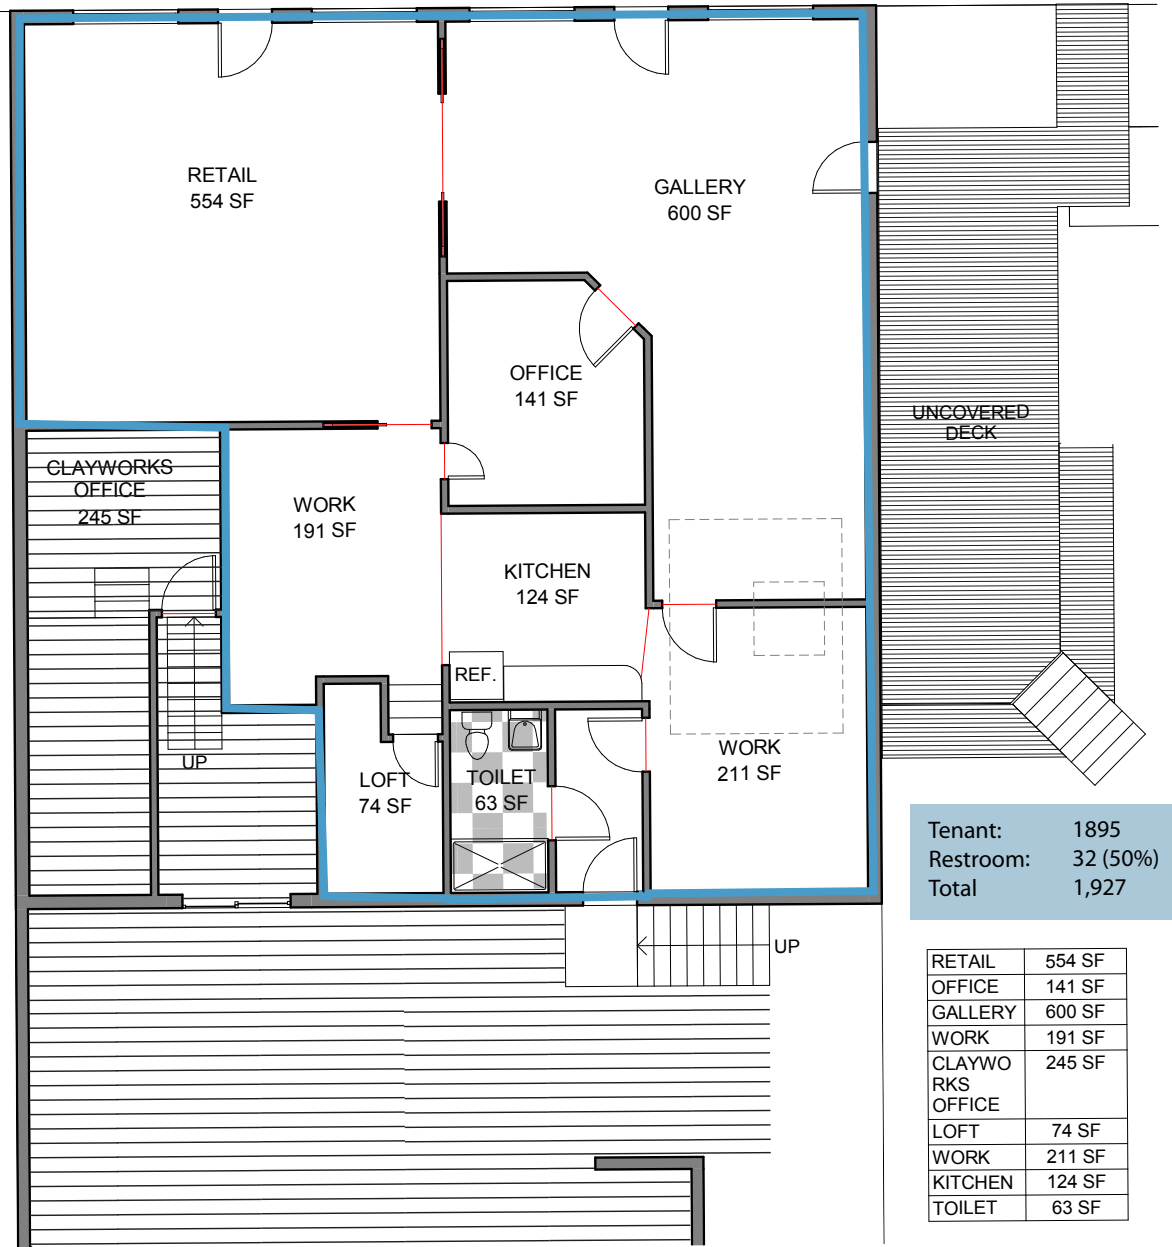 RETAIL
554 SF
GALLERY
600 SF
OFFICE
141 SF
UNCOVERED
DECK
CLAYWORKS
OFFICE
245 SF
WORK
191 SF
KITCHEN
124 SF
REF.
WORK
211 SF
UP
LOFT
74 SF
TOILET
63 SF
UP
Tenant: 1895
Restroom: 32 (50%)
Total 1,927
RETAIL 554 SF
OFFICE 141 SF
GALLERY 600 SF
WORK 191 SF
CLAYWO 245 SF
RKS
OFFICE
LOFT 74 SF
WORK 211 SF
KITCHEN 124 SF
TOILET 63 SF